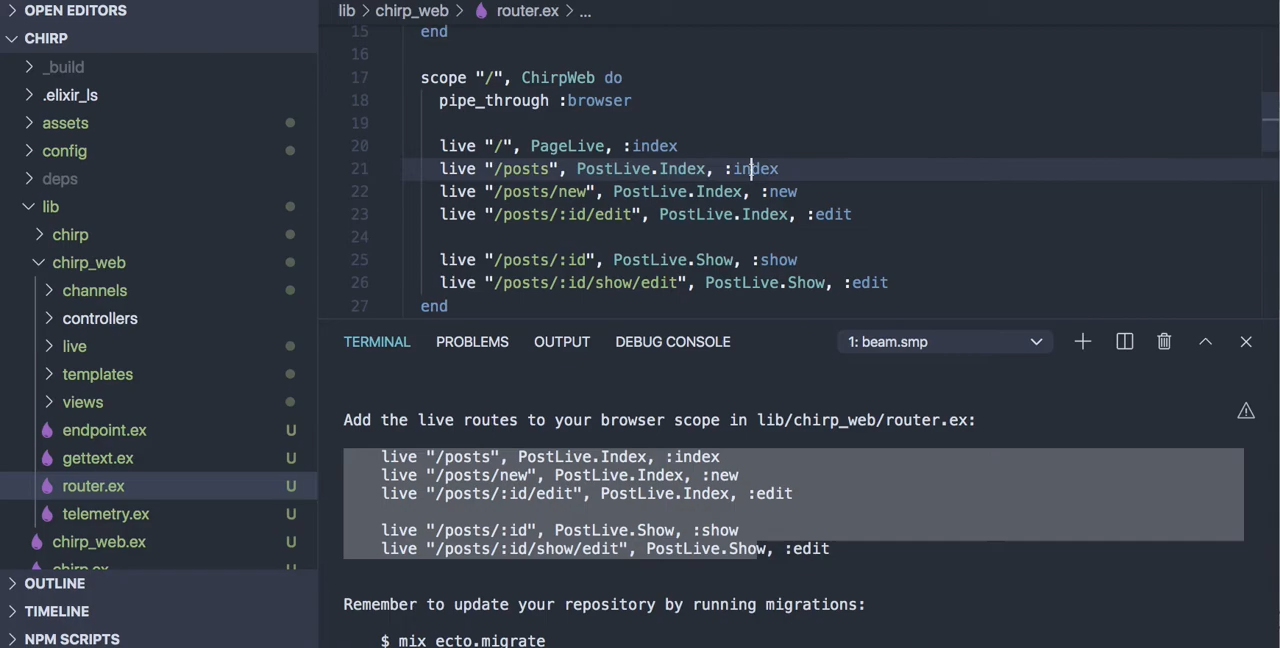 OPEN EDITORS
CHIRP
_build
.elixir_ls
assets
config
deps
lib
chirp
chirp_web
channels
controllers
live
templates
views
endpoint.ex U
gettext.ex U
router.ex U
telemetry.ex U
chirp_web.ex U
chirp.ex U
OUTLINE
TIMELINE
NPM SCRIPTS
lib > chirp_web > router.ex > ...
15 end
16
17 scope "/", ChirpWeb do
18 pipe_through :browser
19
20 live "/", PageLive, :index
21 live "/posts", PostLive.Index, :index
22 live "/posts/new", PostLive.Index, :new
23 live "/posts/:id/edit", PostLive.Index, :edit
24
25 live "/posts/:id", PostLive.Show, :show
26 live "/posts/:id/show/edit", PostLive.Show, :edit
27 end
TERMINAL PROBLEMS OUTPUT DEBUG CONSOLE 1: beam.smp
Add the live routes to your browser scope in lib/chirp_web/router.ex:
live "/posts", PostLive.Index, :index
live "/posts/new", PostLive.Index, :new
live "/posts/:id/edit", PostLive.Index, :edit
live "/posts/:id", PostLive.Show, :show
live "/posts/:id/show/edit", PostLive.Show, :edit
Remember to update your repository by running migrations:
$ mix ecto.migrate